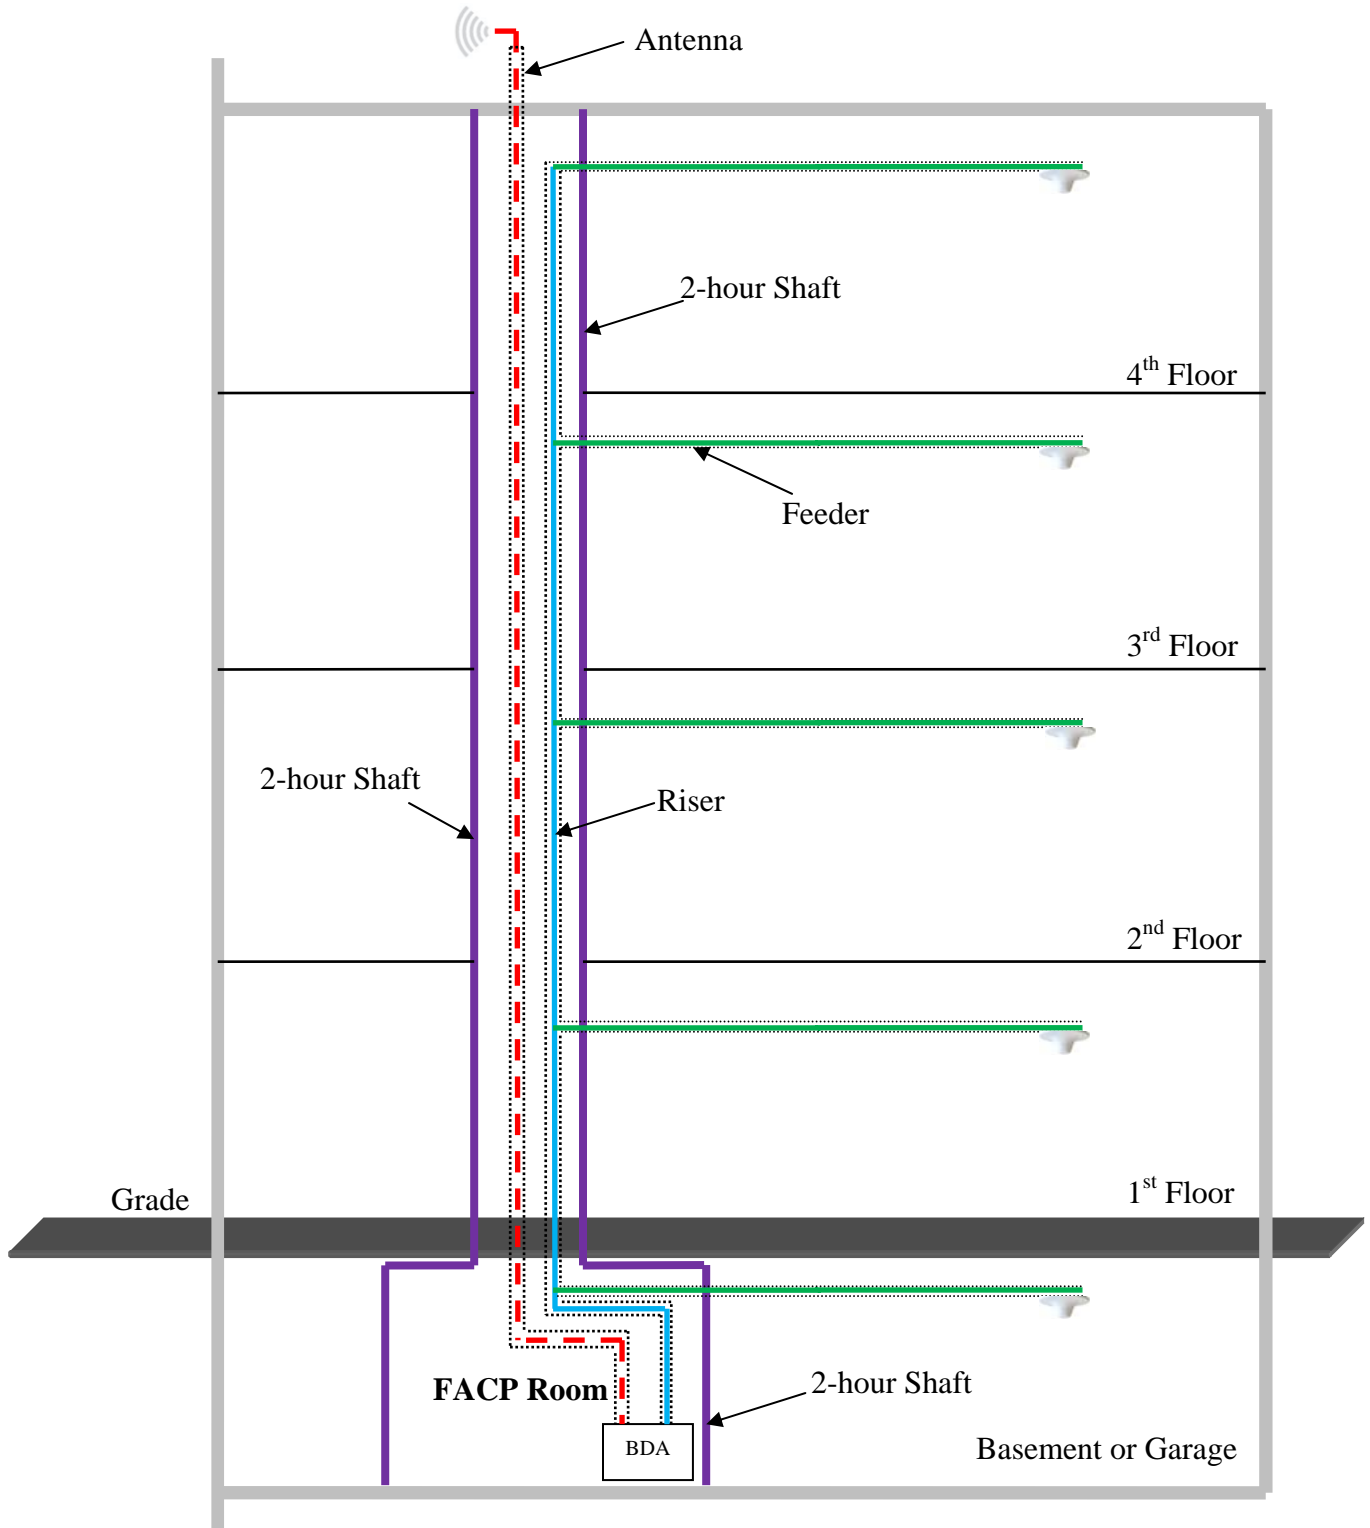 Antenna
2-hour Shaft
4th Floor
Feeder
3rd Floor
2-hour Shaft
Riser
2nd Floor
Grade
1st Floor
FACP Room
2-hour Shaft
BDA
Basement or Garage